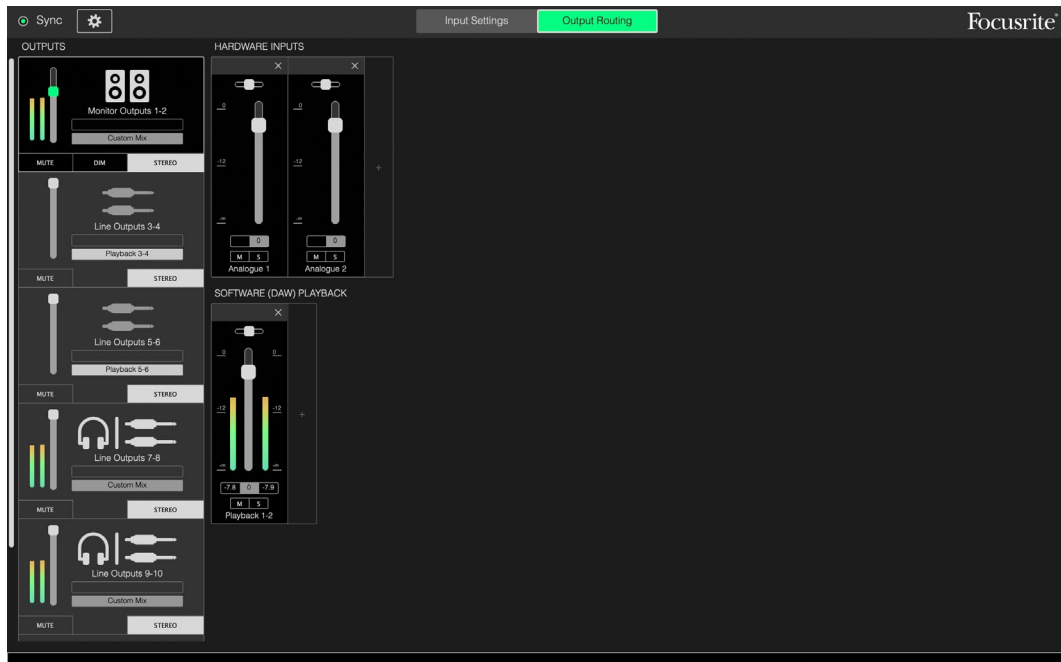 Sync
Input Settings
Output Routing
Focusrite
OUTPUTS
HARDWARE INPUTS
Monitor Outputs 1-2
Custom Mix
MUTE DIM STEREO
Line Outputs 3-4
Playback 3-4
MUTE STEREO
Line Outputs 5-6
Playback 5-6
MUTE STEREO
Line Outputs 7-8
Custom Mix
MUTE STEREO
Line Outputs 9-10
Custom Mix
MUTE STEREO
0
-12
-∞
0
M S
Analogue 1
0
-12
-∞
0
M S
Analogue 2
+
SOFTWARE (DAW) PLAYBACK
0 0
-12 -12
-∞ -∞
-7.8 0 -7.9
M S
Playback 1-2
+